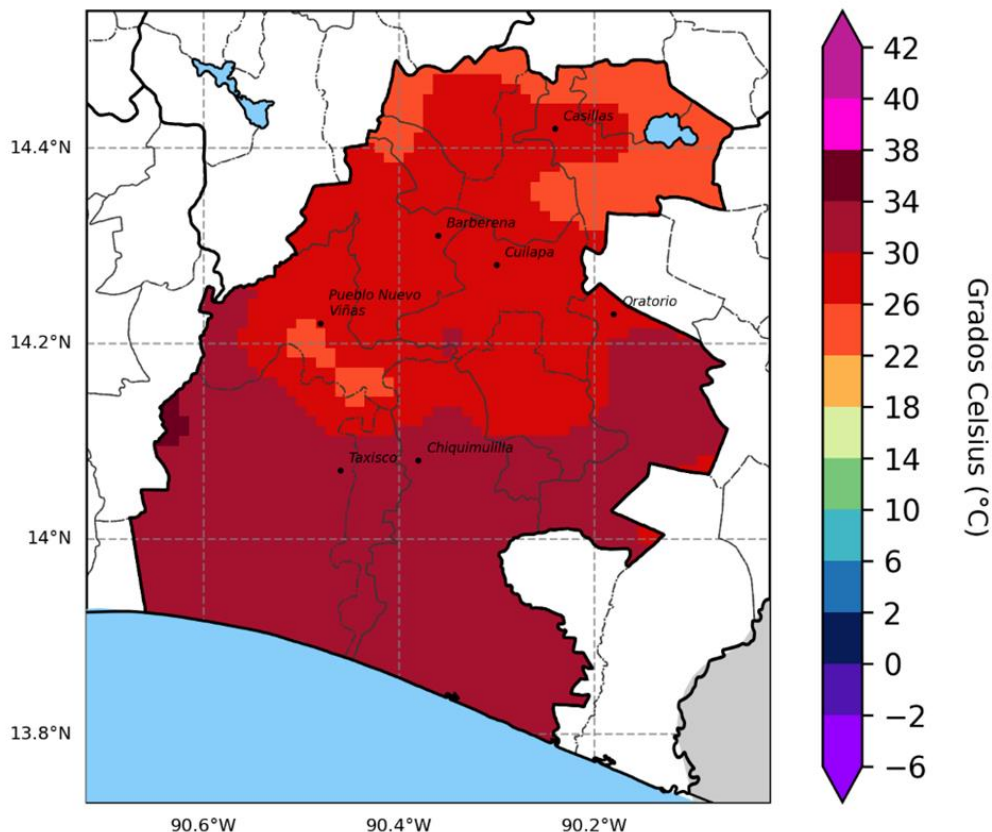 14.4°N
14.2°N
14°N
13.8°N
90.6°W
90.4°W
90.2°W
Casillas
Barberena
Cuilapa
Pueblo Nuevo
Viñas
Oratorio
Chiquimulilla
Taxisco
42
40
38
34
30
26
22
18
14
10
6
2
0
−2
−6
Grados Celsius (°C)